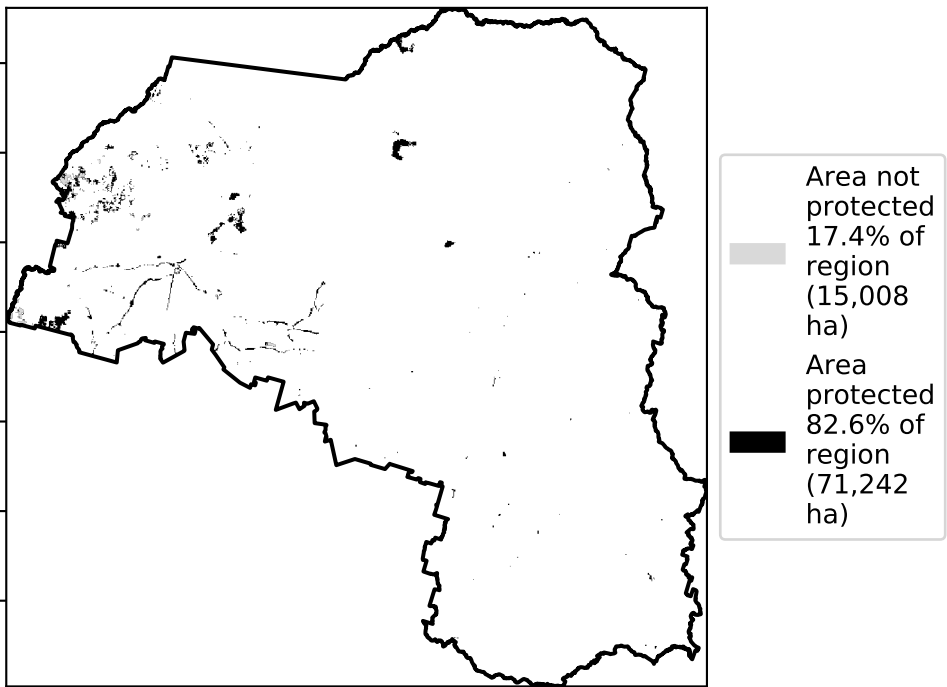 Area not
protected
17.4% of
region
(15,008
ha)
Area
protected
82.6% of
region
(71,242
ha)